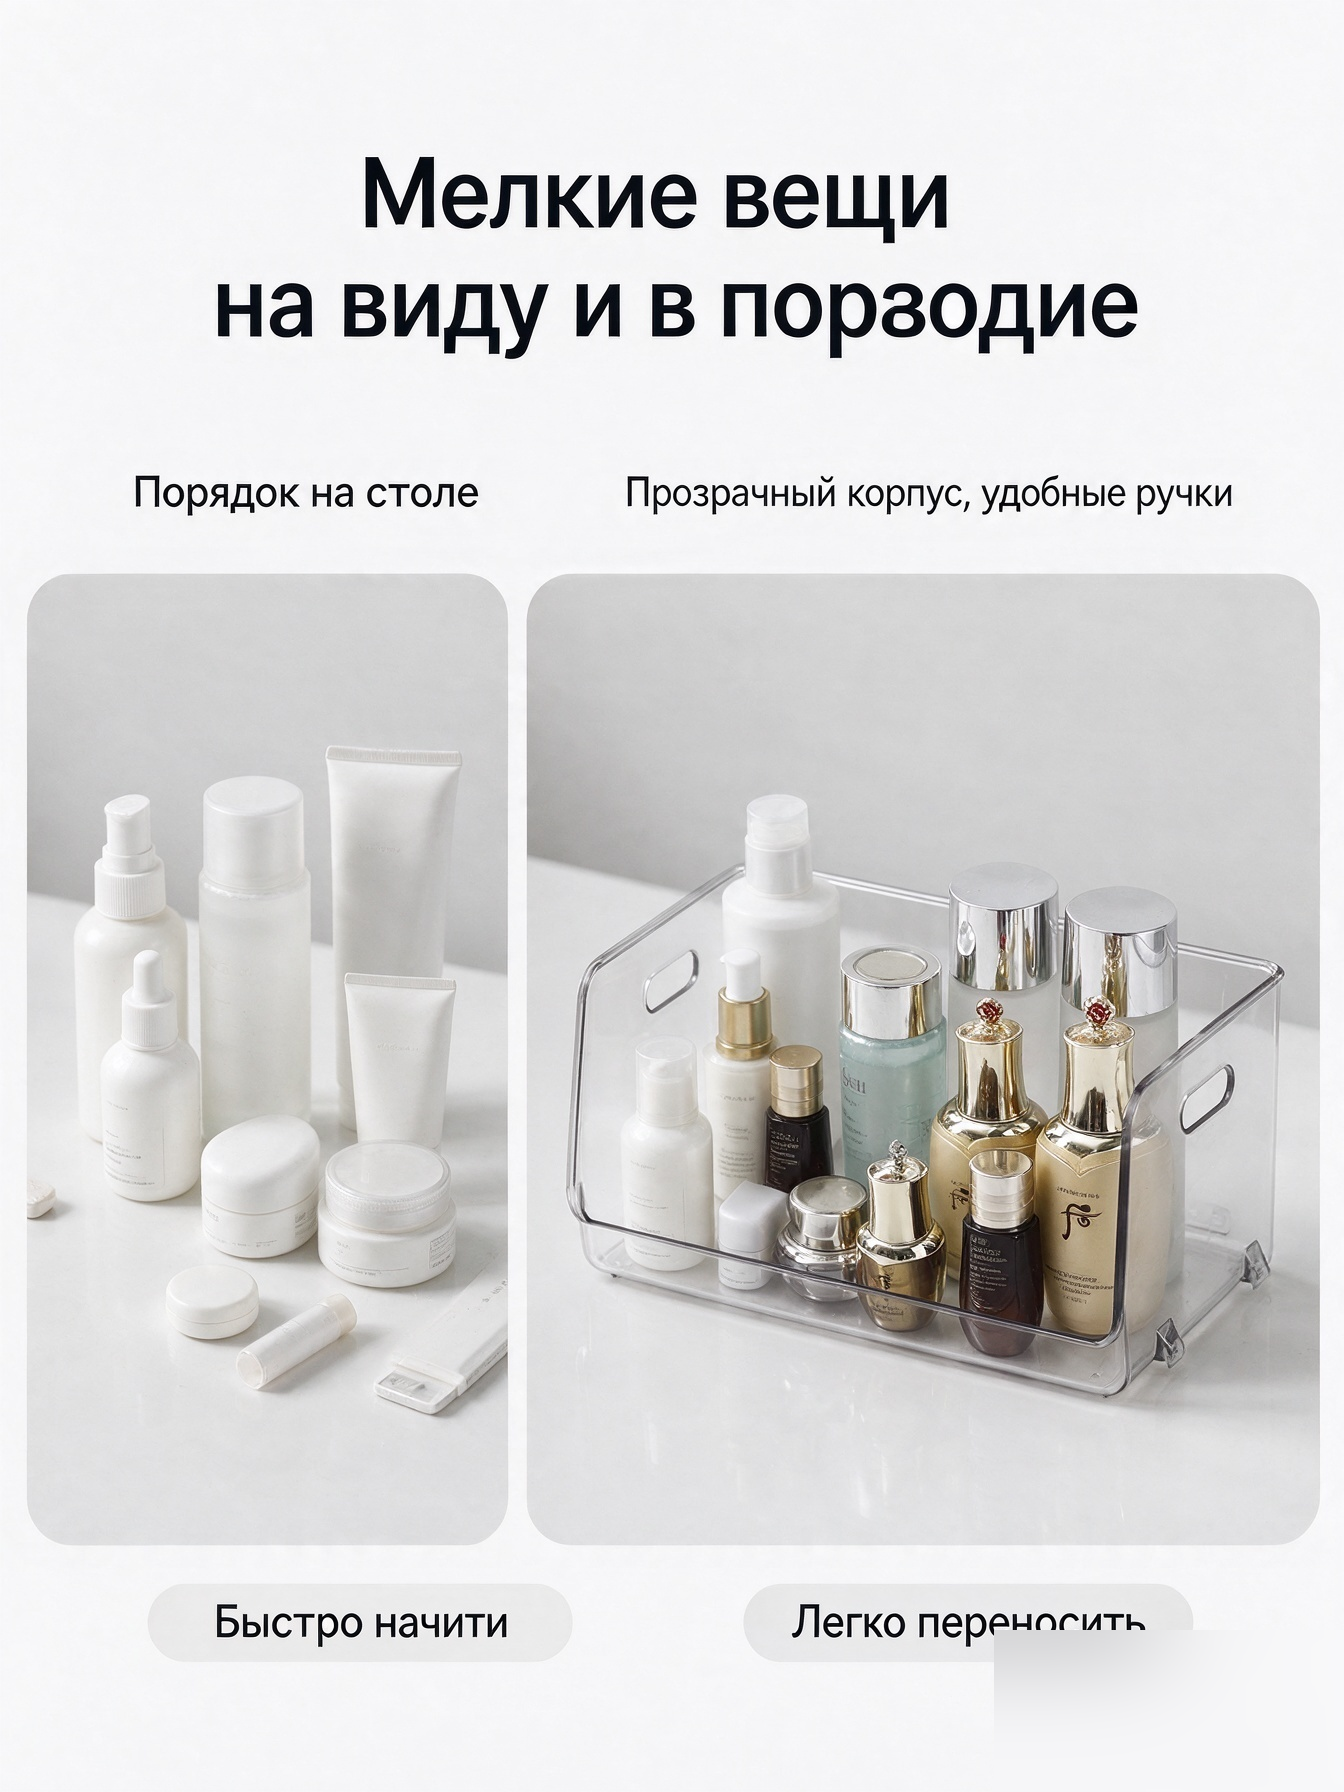 Мелкие вещи
на виду и в порзодие
Порядок на столе
Прозрачный корпус, удобные ручки
Быстро начити
Легко переносить